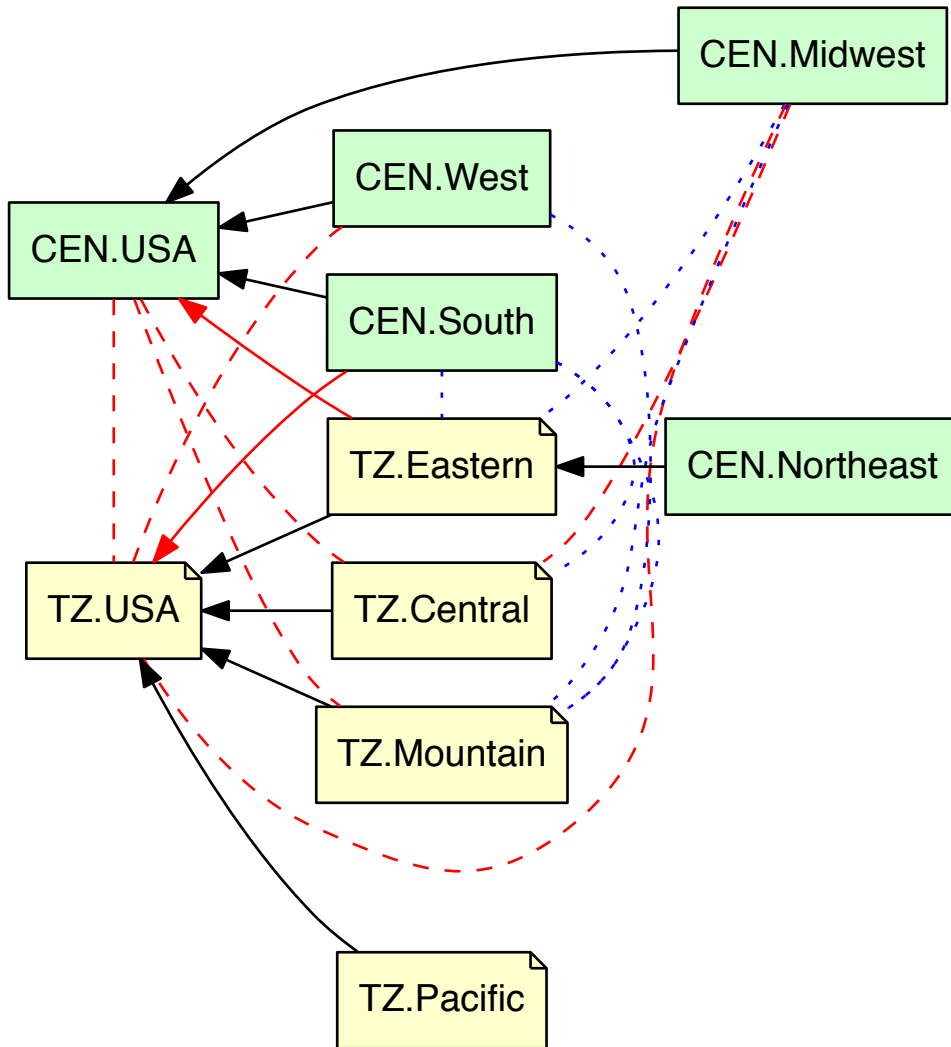 CEN.Midwest
CEN.West
CEN.USA
CEN.South
TZ.Eastern
CEN.Northeast
TZ.USA
TZ.Central
TZ.Mountain
TZ.Pacific